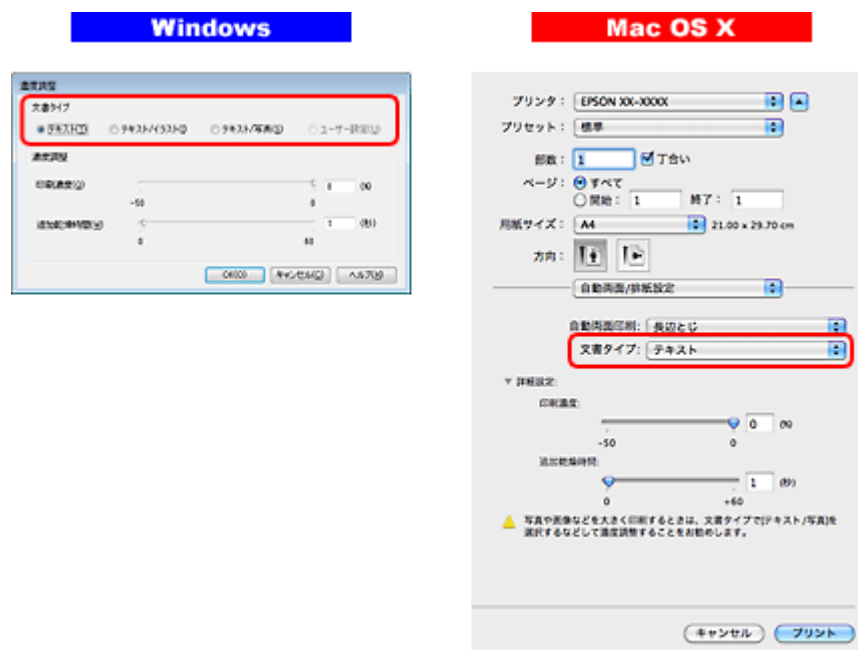 Windows
Mac OS X
濃度調整
文書タイプ
テキスト(T) テキスト/イラスト(I) テキスト/写真(S) ユーザー設定(U)
濃度調整
印刷濃度(Q) 0 (%)
-50 0
追加乾燥時間(W) 1 (秒)
0 60
OK(O) キャンセル(C) ヘルプ(H)
プリンタ: EPSON XX-XXXX
プリセット: 標準
部数: 1 丁合い
ページ: すべて
開始: 1 終了: 1
用紙サイズ: A4 21.00 x 29.70 cm
方向:
自動両面/排紙設定
自動両面印刷: 長辺とじ
文書タイプ: テキスト
詳細設定:
印刷濃度:
0 (%)
-50 0
追加乾燥時間:
1 (秒)
0 +60
写真や画像などを大きく印刷するときは、文書タイプで[テキスト/写真]を
選択するなどして濃度調整することをお勧めします。
キャンセル プリント